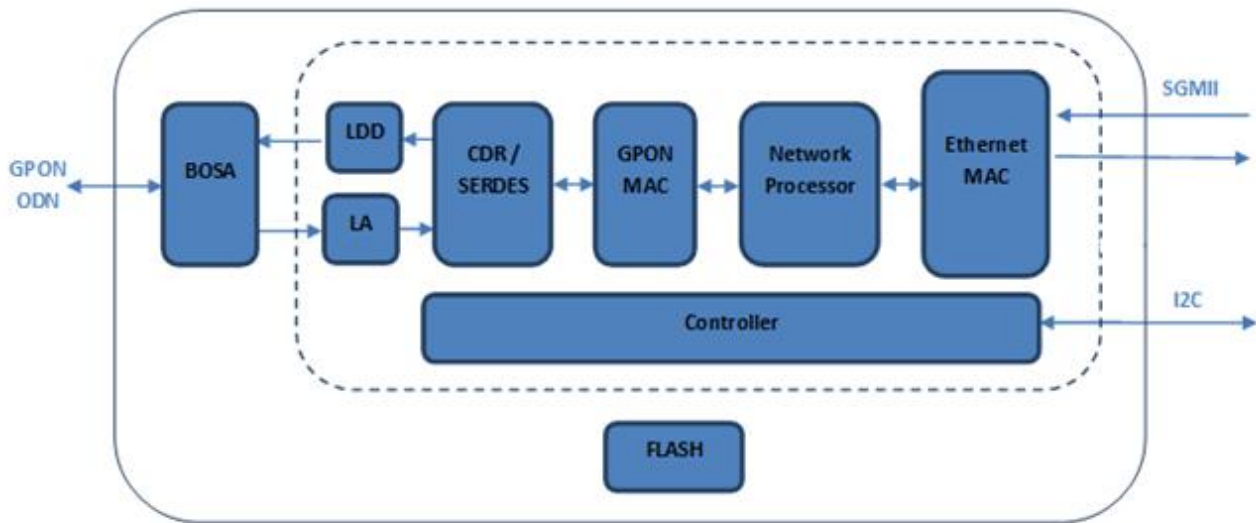 GPON
ODN
BOSA
LDD
LA
CDR /
SERDES
GPON
MAC
Network
Processor
Ethernet
MAC
SGMII
Controller
I2C
FLASH